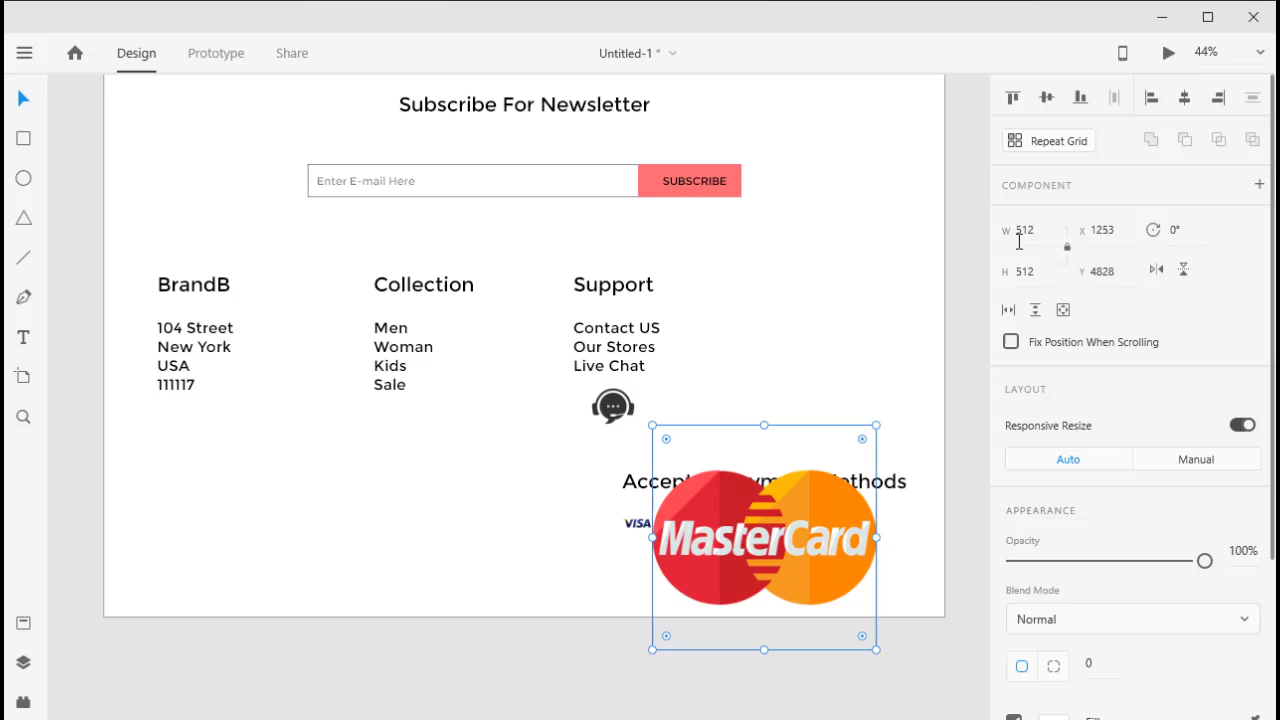 Design Prototype Share Untitled-1 * 44%
Subscribe For Newsletter
Repeat Grid
Enter E-mail Here SUBSCRIBE
COMPONENT
W 512 X 1253 0°
H 512 Y 4828
BrandB Collection Support
104 Street Men Contact US
New York Woman Our Stores
USA Kids Live Chat
111117 Sale
Fix Position When Scrolling
LAYOUT
Responsive Resize
Auto Manual
VISA MasterCard
APPEARANCE
Opacity 100%
Blend Mode
Normal
0